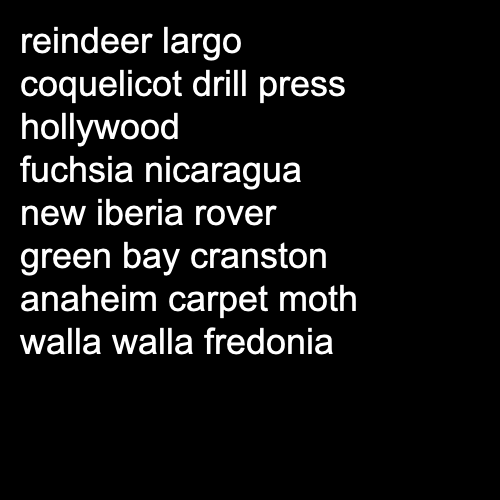 reindeer largo
coquelicot drill press
hollywood
fuchsia nicaragua
new iberia rover
green bay cranston
anaheim carpet moth
walla walla fredonia